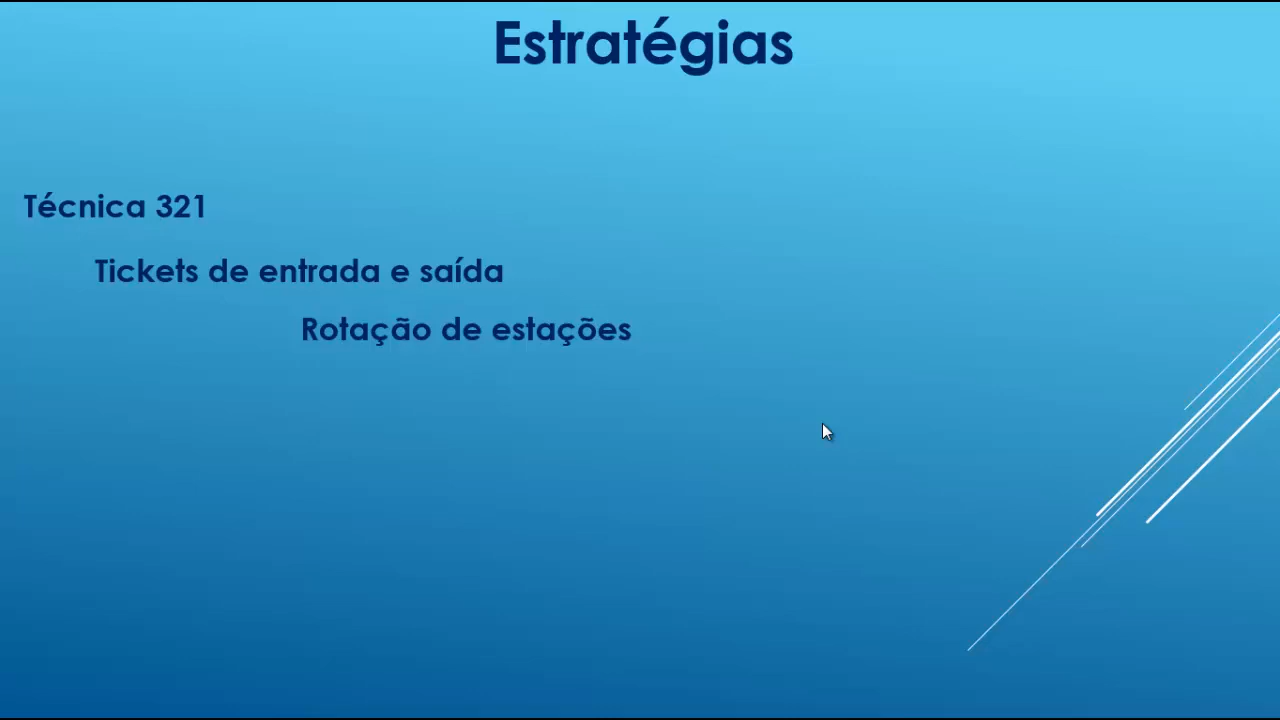 Estratégias
Técnica 321
Tickets de entrada e saída
Rotação de estações